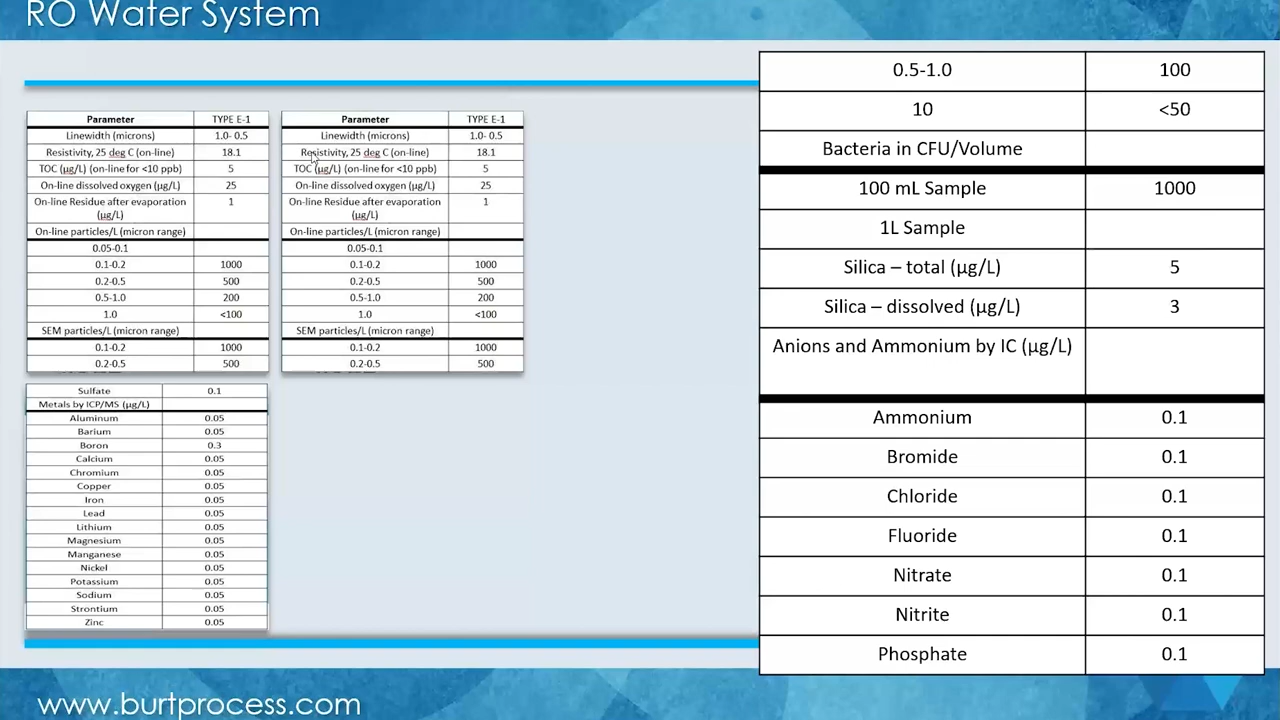 RO Water System
Parameter TYPE E-1
Linewidth (microns) 1.0- 0.5
Resistivity, 25 deg C (on-line) 18.1
TOC (µg/L) (on-line for <10 ppb) 5
On-line dissolved oxygen (µg/L) 25
On-line Residue after evaporation 1
(µg/L)
On-line particles/L (micron range)
0.05-0.1
0.1-0.2 1000
0.2-0.5 500
0.5-1.0 200
1.0 <100
SEM particles/L (micron range)
0.1-0.2 1000
0.2-0.5 500
Parameter TYPE E-1
Linewidth (microns) 1.0- 0.5
Resistivity, 25 deg C (on-line) 18.1
TOC (µg/L) (on-line for <10 ppb) 5
On-line dissolved oxygen (µg/L) 25
On-line Residue after evaporation 1
(µg/L)
On-line particles/L (micron range)
0.05-0.1
0.1-0.2 1000
0.2-0.5 500
0.5-1.0 200
1.0 <100
SEM particles/L (micron range)
0.1-0.2 1000
0.2-0.5 500
Sulfate 0.1
Metals by ICP/MS (µg/L)
Aluminum 0.05
Barium 0.05
Boron 0.3
Calcium 0.05
Chromium 0.05
Copper 0.05
Iron 0.05
Lead 0.05
Lithium 0.05
Magnesium 0.05
Manganese 0.05
Nickel 0.05
Potassium 0.05
Sodium 0.05
Strontium 0.05
Zinc 0.05
0.5-1.0 100
10 <50
Bacteria in CFU/Volume
100 mL Sample 1000
1L Sample
Silica – total (µg/L) 5
Silica – dissolved (µg/L) 3
Anions and Ammonium by IC (µg/L)
Ammonium 0.1
Bromide 0.1
Chloride 0.1
Fluoride 0.1
Nitrate 0.1
Nitrite 0.1
Phosphate 0.1
www.burtprocess.com